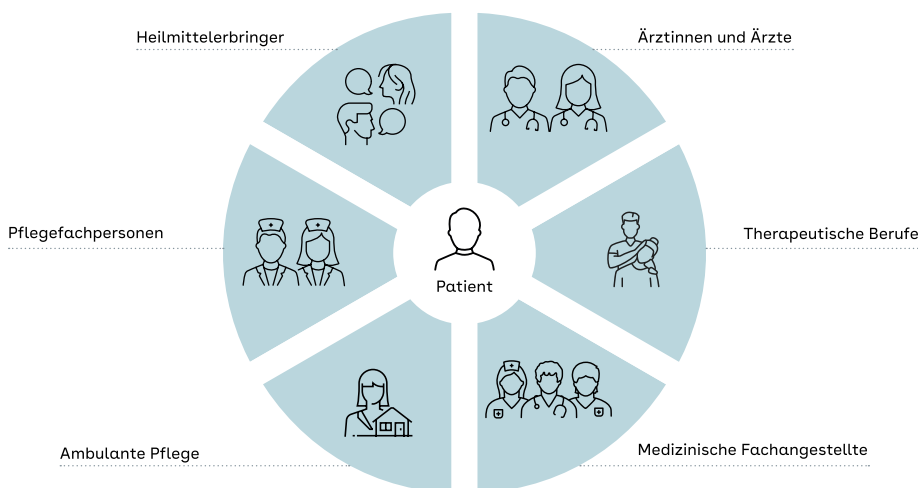 Heilmittelerbringer
Ärztinnen und Ärzte
Pflegefachpersonen
Therapeutische Berufe
Patient
Ambulante Pflege
Medizinische Fachangestellte